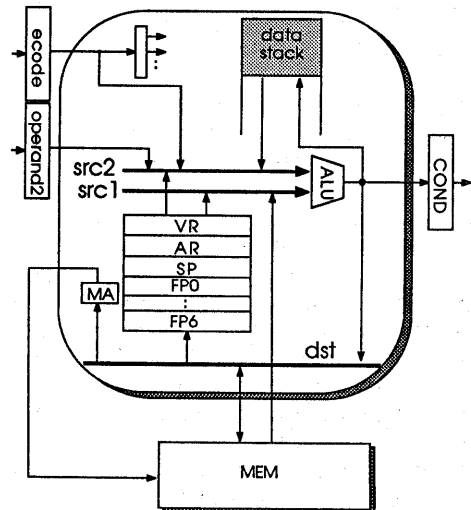 ecode
operand2
data
stack
src2
src1
ALU
COND
VR
AR
SP
FP0
⋮
FP6
MA
dst
MEM